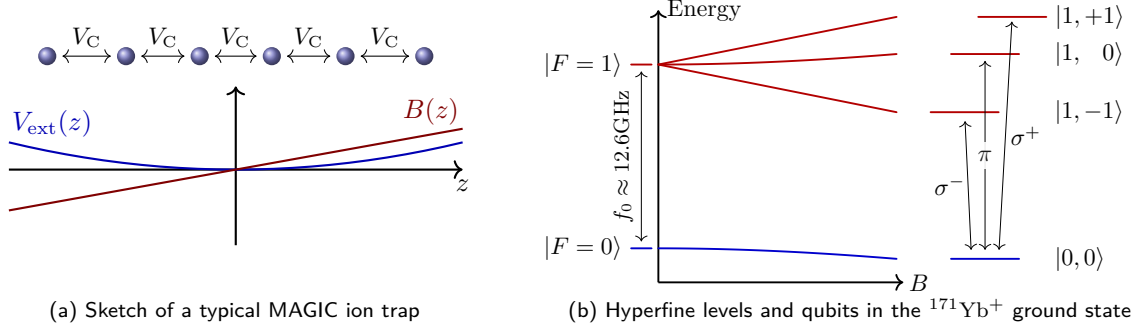 V_C V_C V_C V_C V_C
V_ext(z)
B(z)
z
(a) Sketch of a typical MAGIC ion trap
Energy
|F = 1⟩
|F = 0⟩
f_0 ≈ 12.6GHz
B
|1, +1⟩
|1, 0⟩
|1, −1⟩
σ^+
π
σ^−
|0, 0⟩
(b) Hyperfine levels and qubits in the ^171Yb^+ ground state